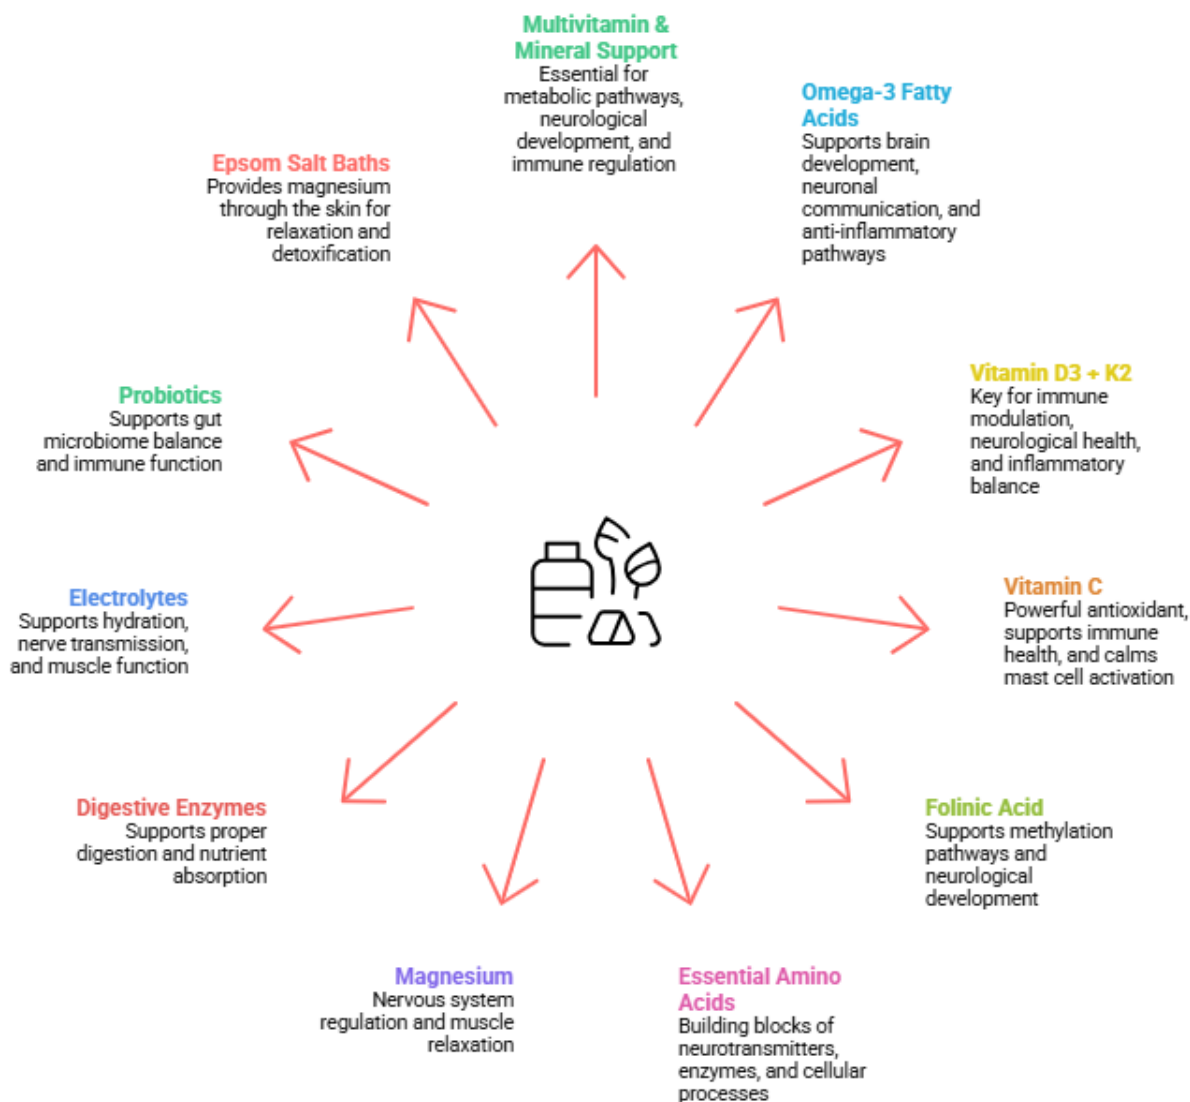 Multivitamin &
Mineral Support
Essential for
metabolic pathways,
neurological
development, and
immune regulation
Omega-3 Fatty
Acids
Supports brain
development,
neuronal
communication, and
anti-inflammatory
pathways
Vitamin D3 + K2
Key for immune
modulation,
neurological health,
and inflammatory
balance
Vitamin C
Powerful antioxidant,
supports immune
health, and calms
mast cell activation
Folinic Acid
Supports methylation
pathways and
neurological
development
Essential Amino
Acids
Building blocks of
neurotransmitters,
enzymes, and cellular
processes
Magnesium
Nervous system
regulation and muscle
relaxation
Digestive Enzymes
Supports proper
digestion and nutrient
absorption
Electrolytes
Supports hydration,
nerve transmission,
and muscle function
Probiotics
Supports gut
microbiome balance
and immune function
Epsom Salt Baths
Provides magnesium
through the skin for
relaxation and
detoxification